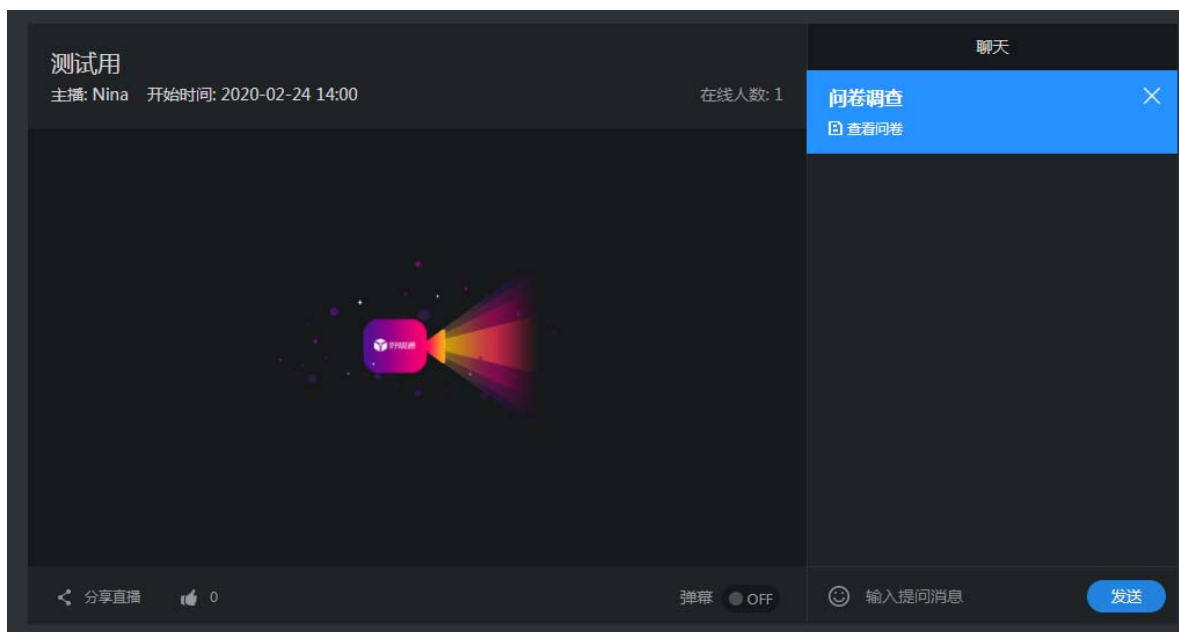 测试用
主播: Nina 开始时间: 2020-02-24 14:00
在线人数: 1
聊天
问卷调查
查看问卷
分享直播
0
弹幕
OFF
输入提问消息
发送